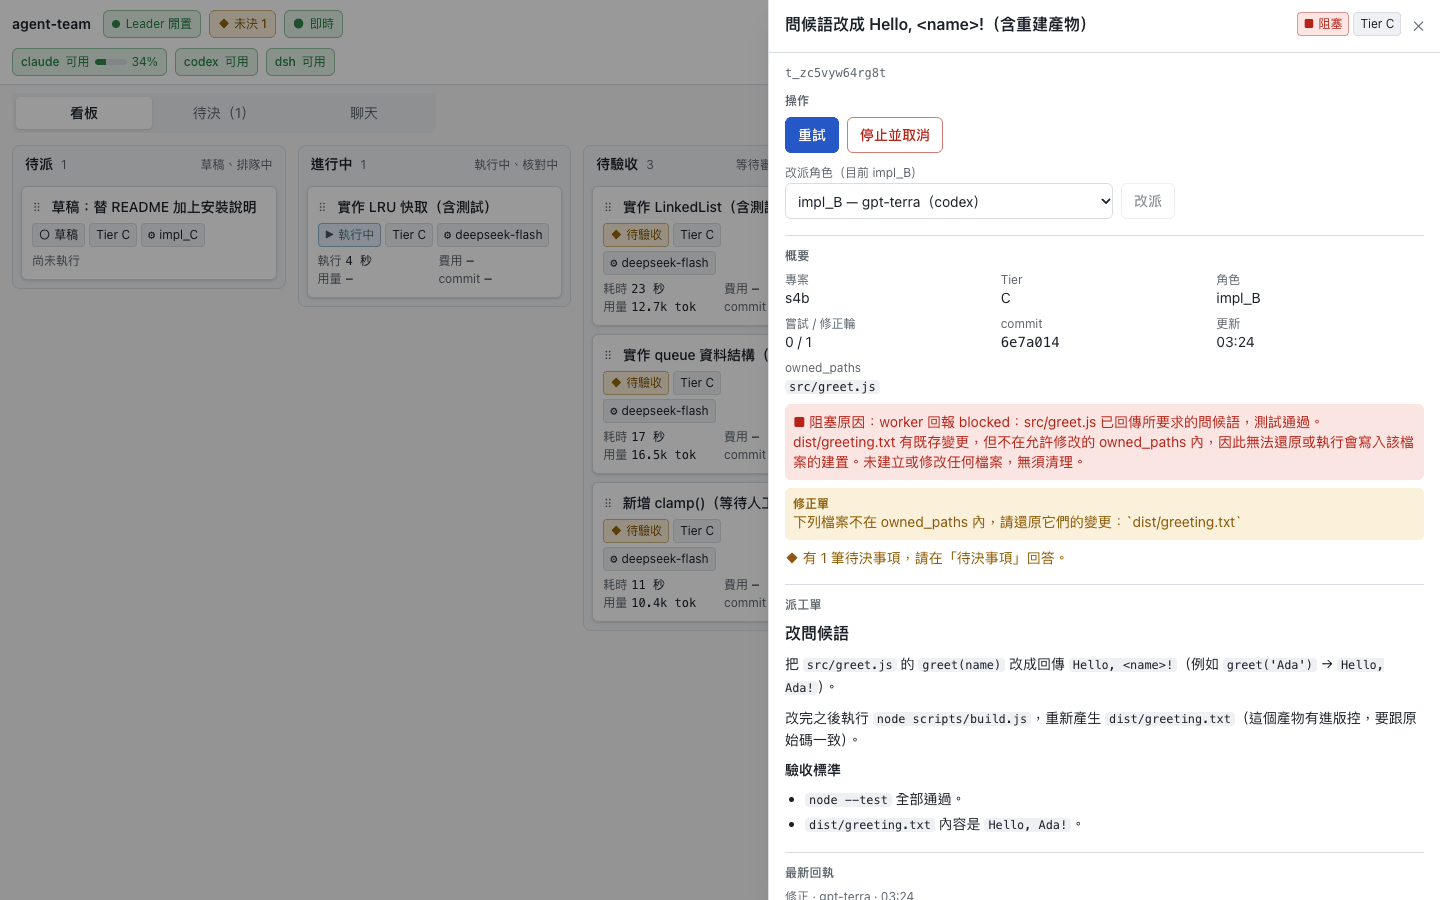 agent-team
Leader 閒置
未決 1
即時
claude 可用 34%
codex 可用
dsh 可用
看板
待決（1）
聊天
待派 1 草稿、排隊中
草稿：替 README 加上安裝說明
草稿 Tier C impl_C
尚未執行
進行中 1 執行中、核對中
實作 LRU 快取（含測試）
執行中 Tier C deepseek-flash
執行 4 秒 費用 –
用量 – commit –
待驗收 3
實作 LinkedList（含測
待驗收 Tier C
deepseek-flash
耗時 23 秒 費用 –
用量 12.7k tok commit
實作 queue 資料結構（
待驗收 Tier C
deepseek-flash
耗時 17 秒 費用 –
用量 16.5k tok commit
新增 clamp()（等待人
待驗收 Tier C
deepseek-flash
耗時 11 秒 費用 –
用量 10.4k tok commit
問候語改成 Hello, <name>!（含重建產物）
阻塞 Tier C
t_zc5vyw64rg8t
操作
重試 停止並取消
改派角色（目前 impl_B）
impl_B — gpt-terra（codex） 改派
概要
專案 Tier 角色
s4b C impl_B
嘗試 / 修正輪 commit 更新
0 / 1 6e7a014 03:24
owned_paths
src/greet.js
阻塞原因：worker 回報 blocked：src/greet.js 已回傳所要求的問候語，測試通過。
dist/greeting.txt 有既存變更，但不在允許修改的 owned_paths 內，因此無法還原或執行會寫入該檔
案的建置。未建立或修改任何檔案，無須清理。
修正單
下列檔案不在 owned_paths 內，請還原它們的變更：`dist/greeting.txt`
有 1 筆待決事項，請在「待決事項」回答。
派工單
改問候語
把 src/greet.js 的 greet(name) 改成回傳 Hello, <name>!（例如 greet('Ada') → Hello,
Ada!）。
改完之後執行 node scripts/build.js，重新產生 dist/greeting.txt（這個產物有進版控，要跟原
始碼一致）。
驗收標準
node --test 全部通過。
dist/greeting.txt 內容是 Hello, Ada!。
最新回執
修正 · gpt-terra · 03:24